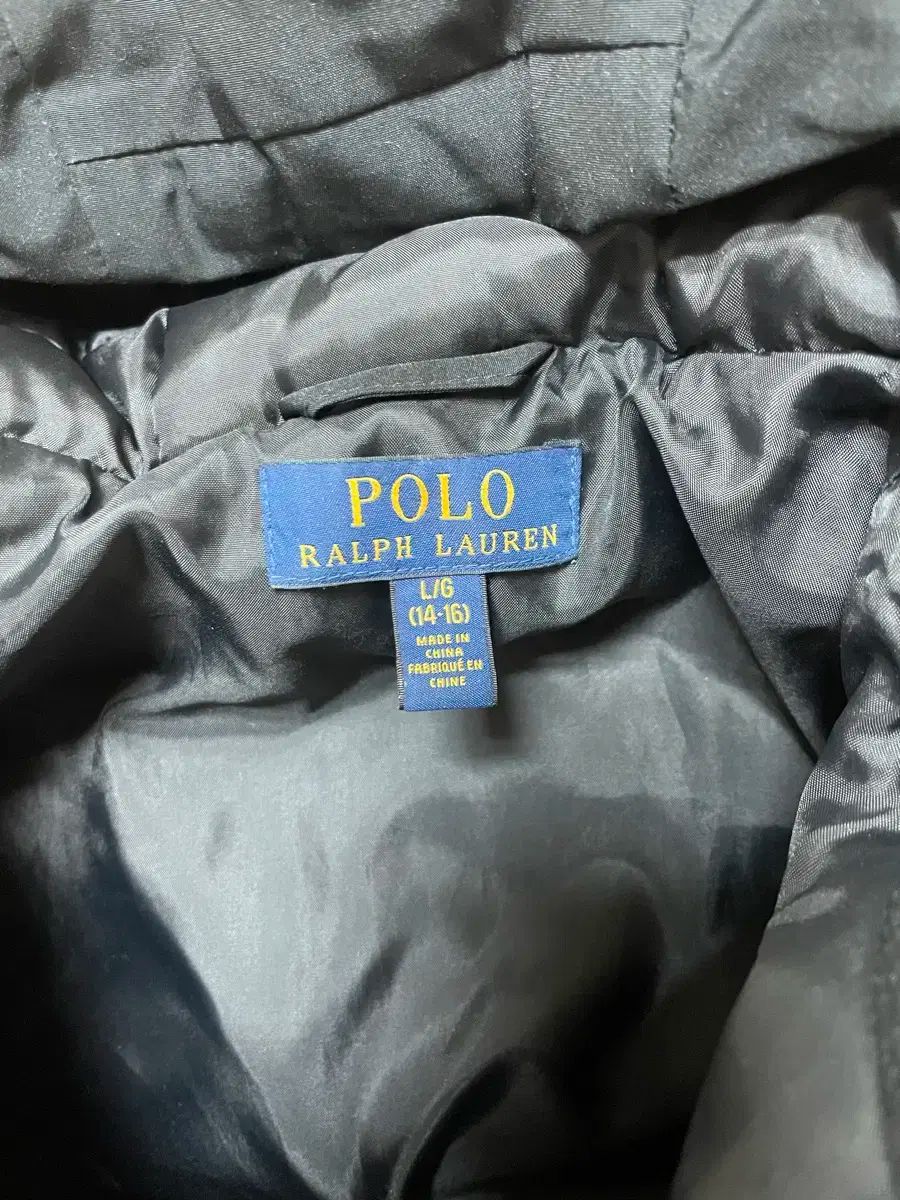 POLO
RALPH LAUREN
L/G
(14-16)
MADE IN
CHINA
FABRIQUÉ EN
CHINE